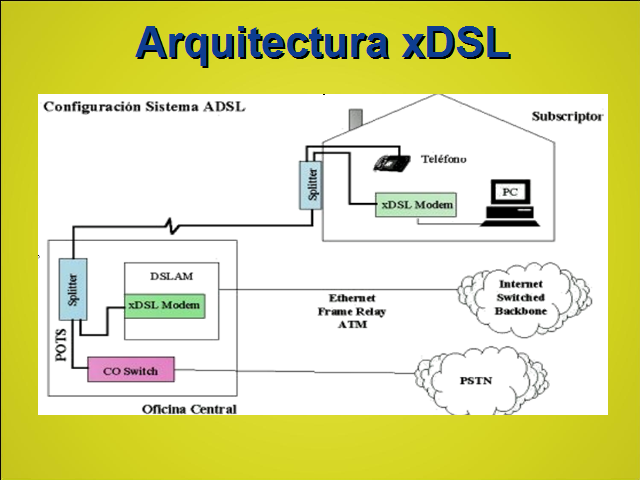 Arquitectura xDSL
Configuración Sistema ADSL
Subscriptor
Teléfono
Splitter
PC
xDSL Modem
Splitter
DSLAM
xDSL Modem
POTS
CO Switch
Oficina Central
Ethernet
Frame Relay
ATM
Internet
Switched
Backbone
PSTN